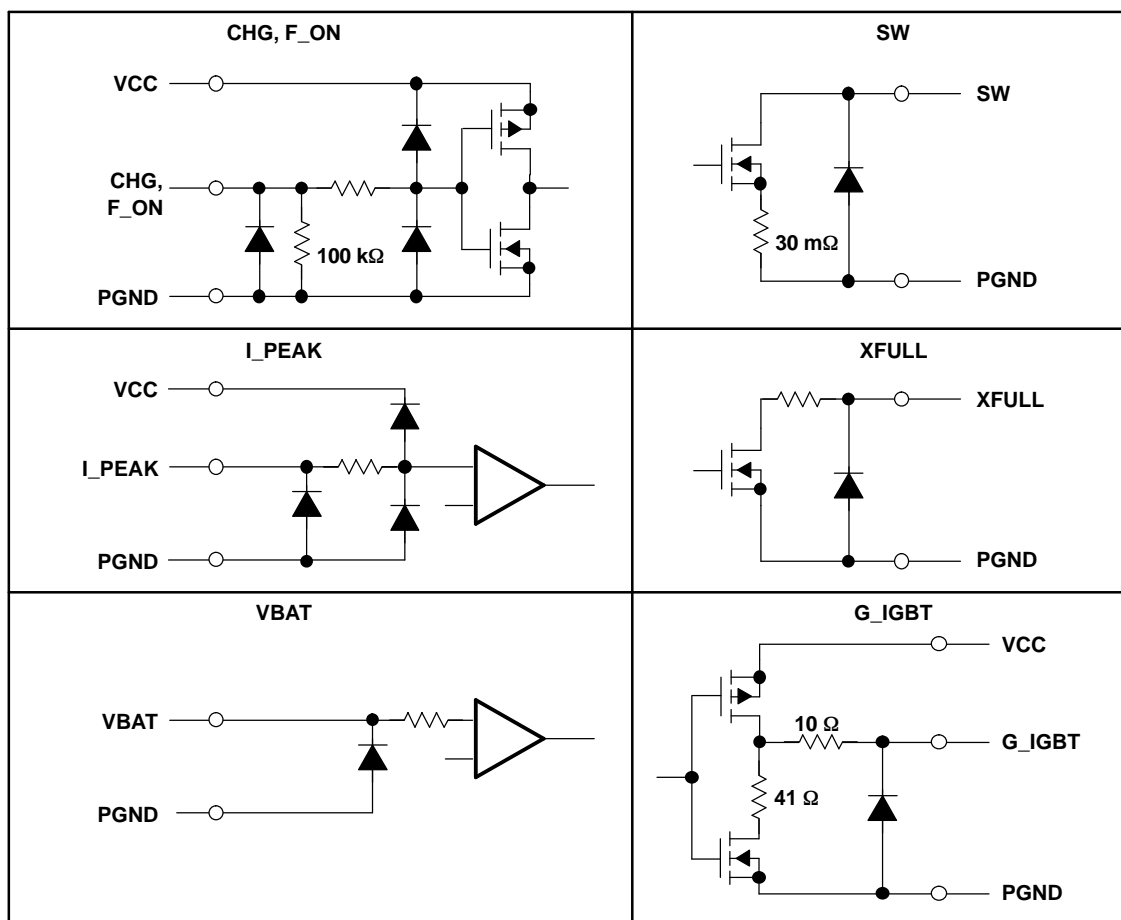 CHG, F_ON
VCC
CHG,
F_ON
100 kΩ
PGND
SW
SW
30 mΩ
PGND
I_PEAK
VCC
I_PEAK
PGND
XFULL
XFULL
PGND
VBAT
VBAT
PGND
G_IGBT
VCC
10 Ω
G_IGBT
41 Ω
PGND